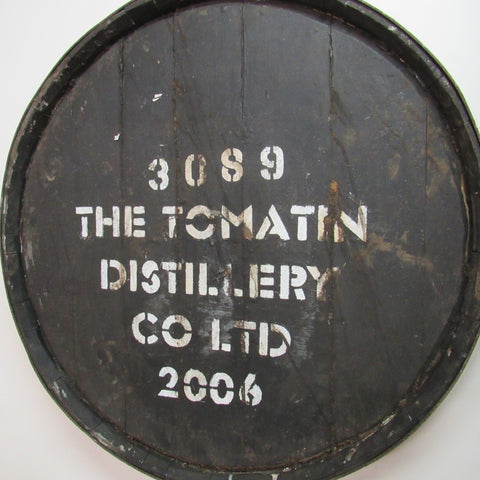 3089
THE TOMATIN
DISTILLERY
CO LTD
2006